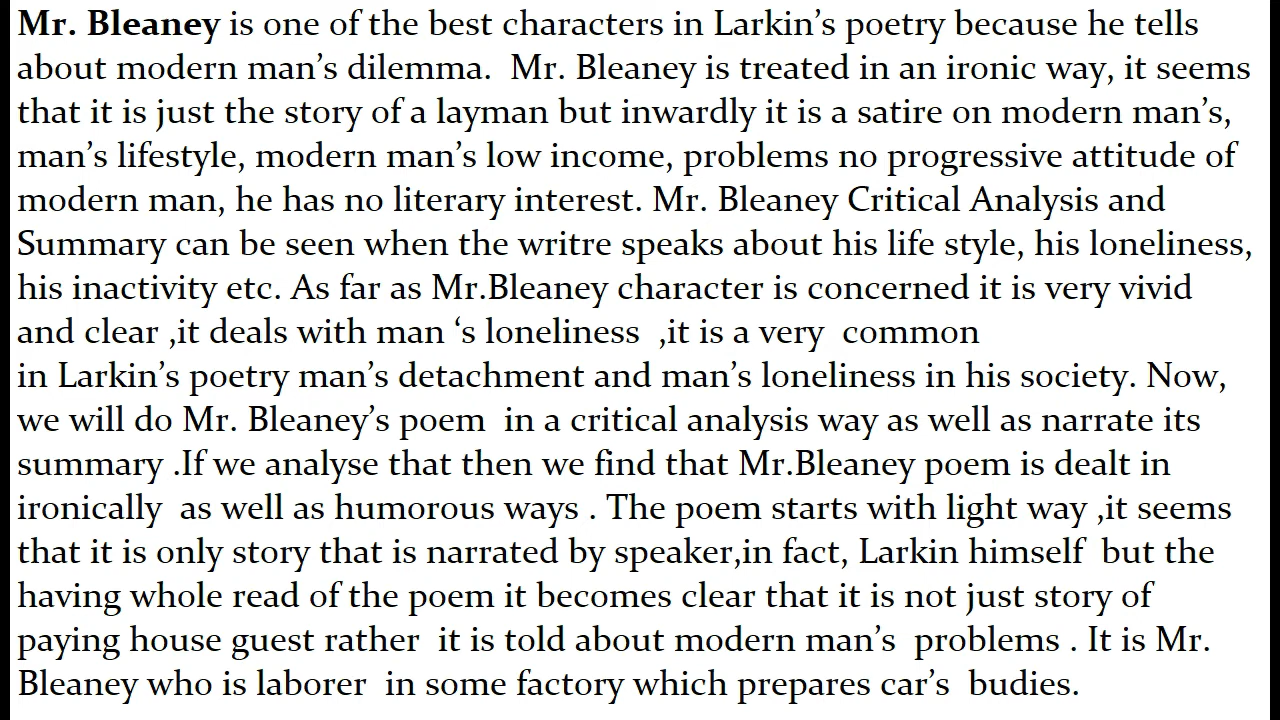 Mr. Bleaney is one of the best characters in Larkin’s poetry because he tells
about modern man’s dilemma.  Mr. Bleaney is treated in an ironic way, it seems
that it is just the story of a layman but inwardly it is a satire on modern man’s,
man’s lifestyle, modern man’s low income, problems no progressive attitude of
modern man, he has no literary interest. Mr. Bleaney Critical Analysis and
Summary can be seen when the writre speaks about his life style, his loneliness,
his inactivity etc. As far as Mr.Bleaney character is concerned it is very vivid
and clear ,it deals with man ‘s loneliness  ,it is a very  common
in Larkin’s poetry man’s detachment and man’s loneliness in his society. Now,
we will do Mr. Bleaney’s poem  in a critical analysis way as well as narrate its
summary .If we analyse that then we find that Mr.Bleaney poem is dealt in
ironically  as well as humorous ways . The poem starts with light way ,it seems
that it is only story that is narrated by speaker,in fact, Larkin himself  but the
having whole read of the poem it becomes clear that it is not just story of
paying house guest rather  it is told about modern man’s  problems . It is Mr.
Bleaney who is laborer  in some factory which prepares car’s  budies.